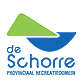 de
Schorre
PROVINCIAAL RECREATIEDOMEIN